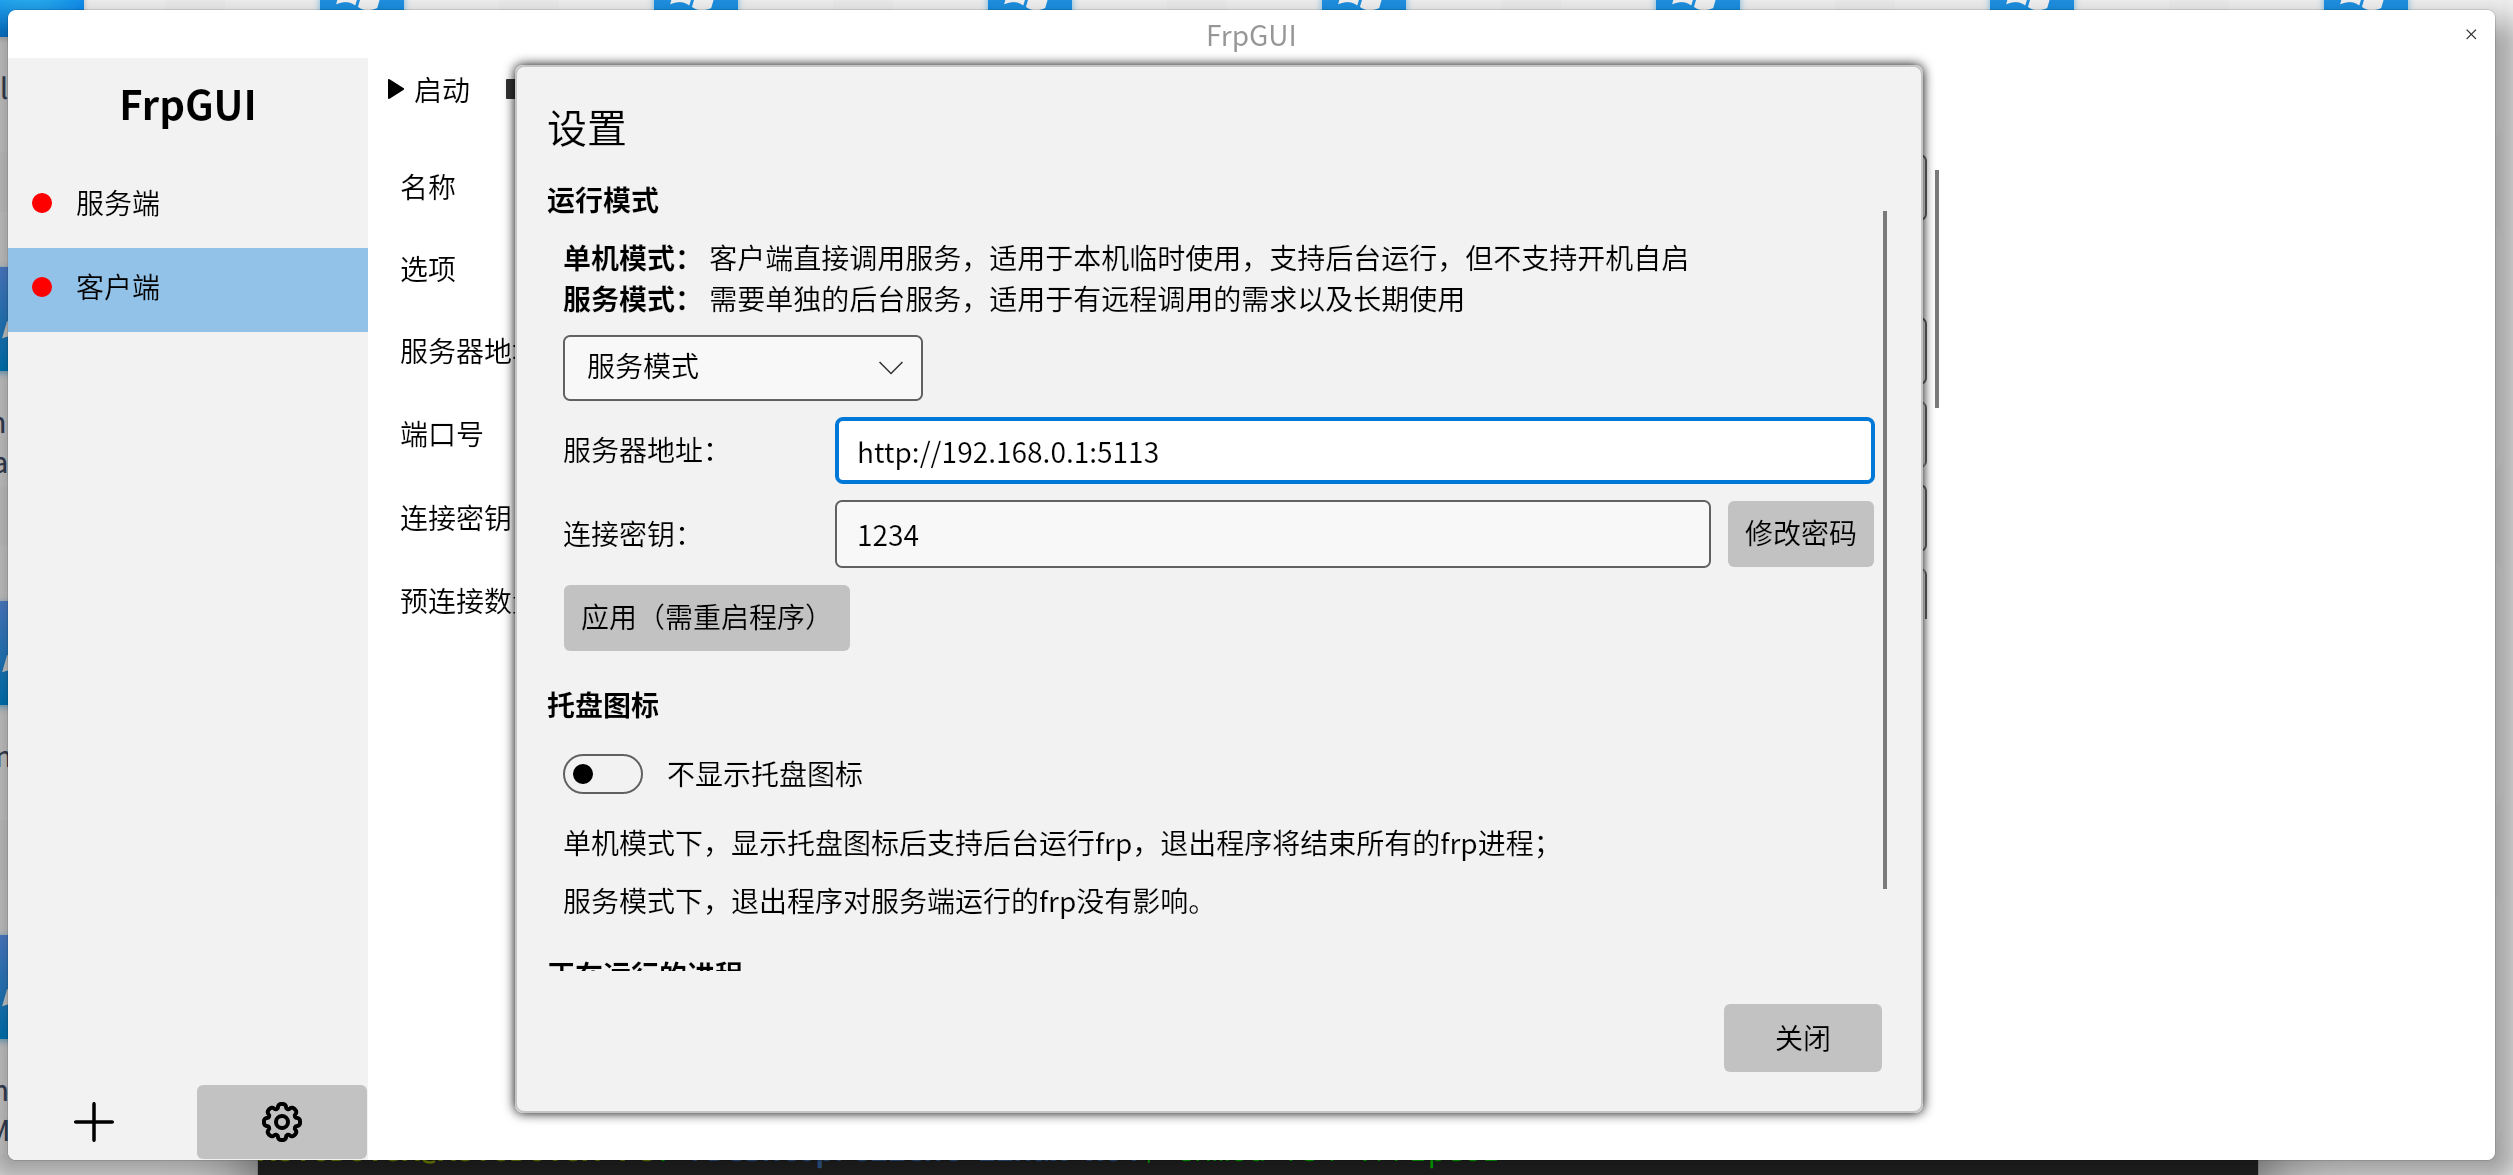 FrpGUI
FrpGUI
服务端
客户端
启动
名称
选项
服务器地
端口号
连接密钥
预连接数
设置
运行模式
单机模式： 客户端直接调用服务，适用于本机临时使用，支持后台运行，但不支持开机自启
服务模式： 需要单独的后台服务，适用于有远程调用的需求以及长期使用
服务模式
服务器地址： http://192.168.0.1:5113
连接密钥： 1234 修改密码
应用（需重启程序）
托盘图标
不显示托盘图标
单机模式下，显示托盘图标后支持后台运行frp，退出程序将结束所有的frp进程；
服务模式下，退出程序对服务端运行的frp没有影响。
正在运行的进程
关闭